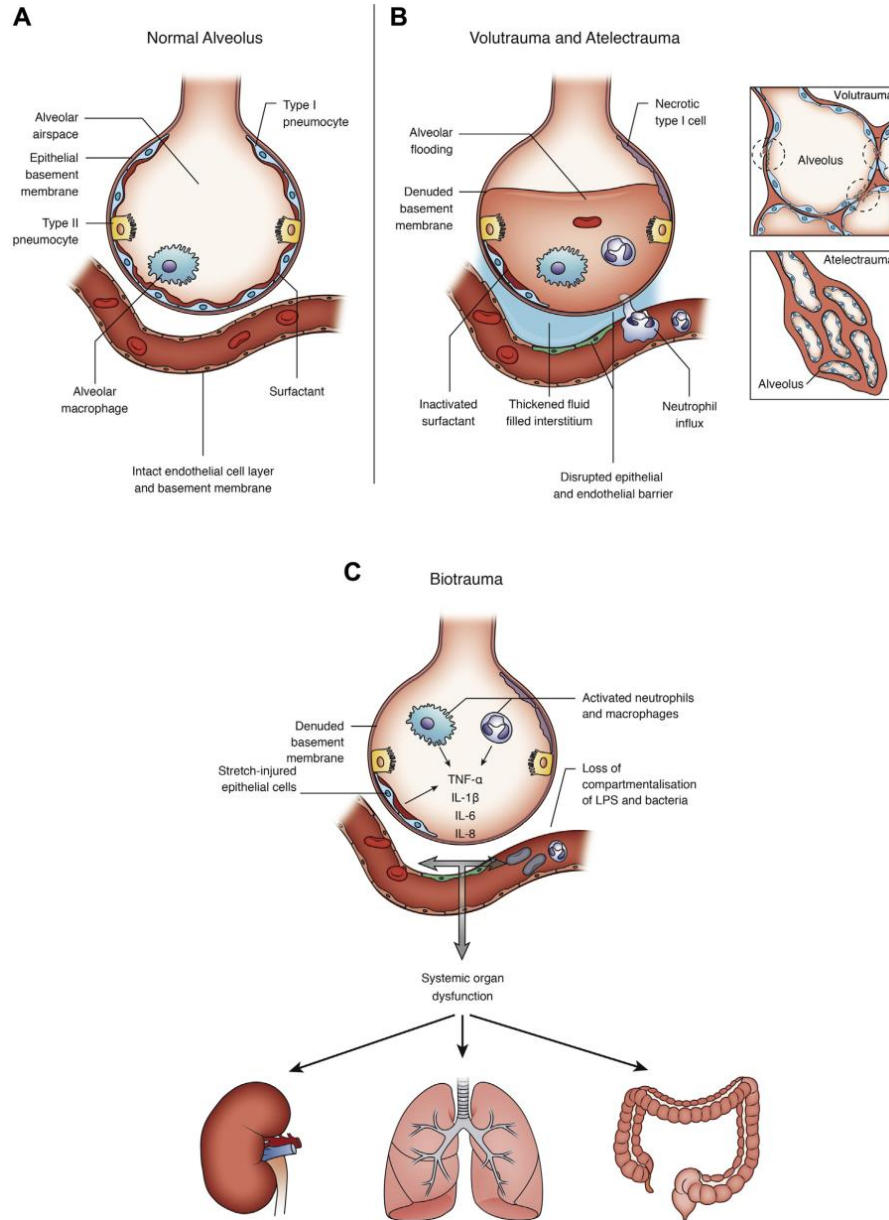 A
Normal Alveolus
Alveolar
airspace
Epithelial
basement
membrane
Type II
pneumocyte
Type I
pneumocyte
Alveolar
macrophage
Surfactant
Intact endothelial cell layer
and basement membrane
B
Volutrauma and Atelectrauma
Alveolar
flooding
Denuded
basement
membrane
Necrotic
type I cell
Inactivated
surfactant
Thickened fluid
filled interstitium
Neutrophil
influx
Disrupted epithelial
and endothelial barrier
Volutrauma
Alveolus
Atelectrauma
Alveolus
C
Biotrauma
Denuded
basement
membrane
Stretch-injured
epithelial cells
Activated neutrophils
and macrophages
TNF-α
IL-1β
IL-6
IL-8
Loss of
compartmentalisation
of LPS and bacteria
Systemic organ
dysfunction